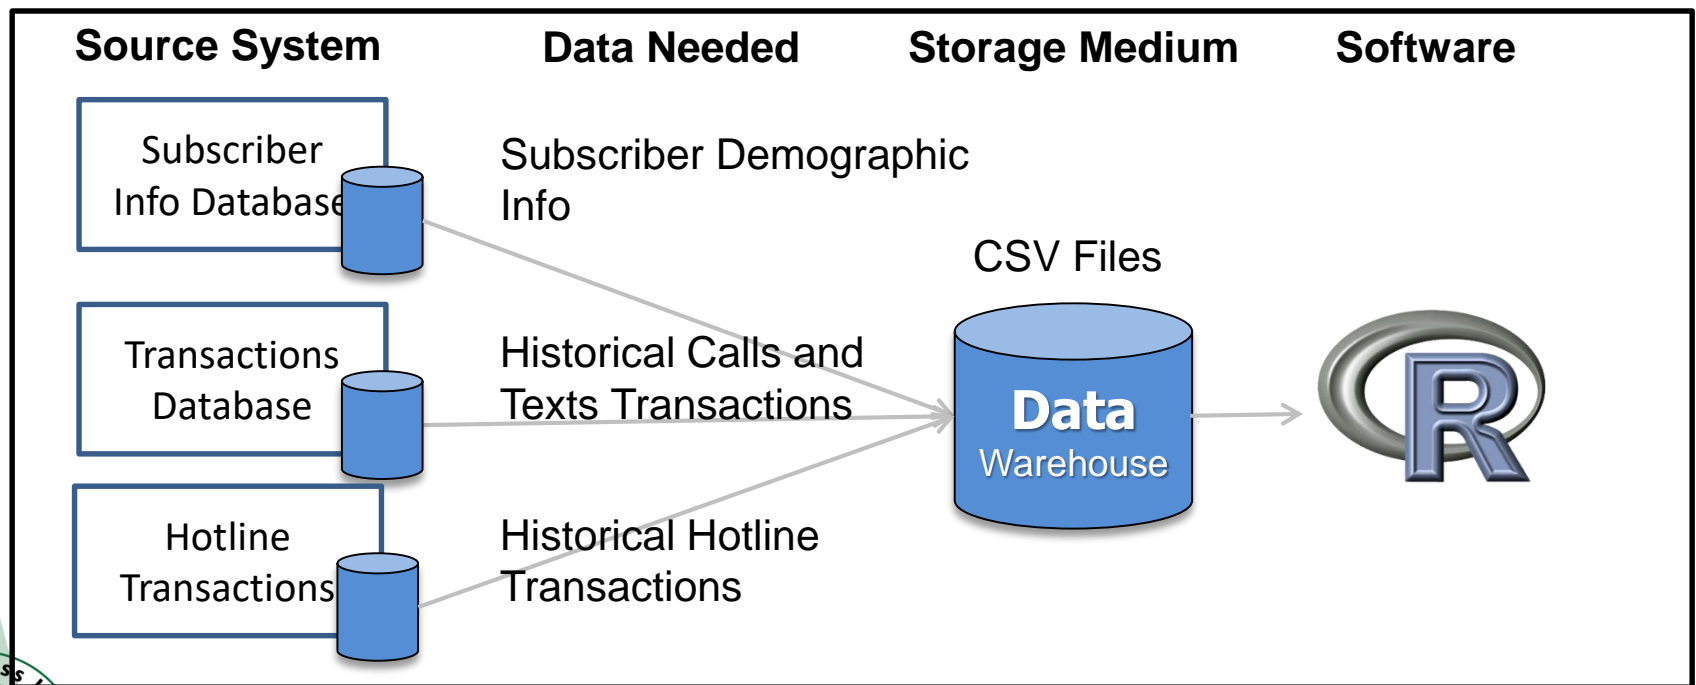 Source System
Data Needed
Storage Medium
Software
Subscriber
Info Database
Subscriber Demographic
Info
CSV Files
Transactions
Database
Historical Calls and
Texts Transactions
Data
Warehouse
R
Hotline
Transactions
Historical Hotline
Transactions